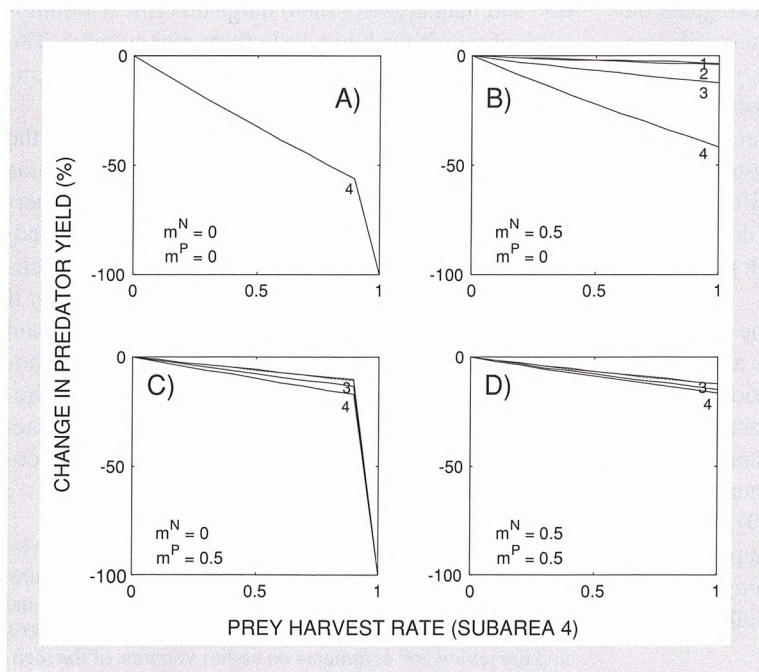 CHANGE IN PREDATOR YIELD (%)
0
-50
-100
A)
4
m^N = 0
m^P = 0
0
0.5
1
0
-50
-100
B)
1
2
3
4
m^N = 0.5
m^P = 0
0
0.5
1
0
-50
-100
C)
3
4
m^N = 0
m^P = 0.5
0
0.5
1
0
-50
-100
D)
3
4
m^N = 0.5
m^P = 0.5
0
0.5
1
PREY HARVEST RATE (SUBAREA 4)